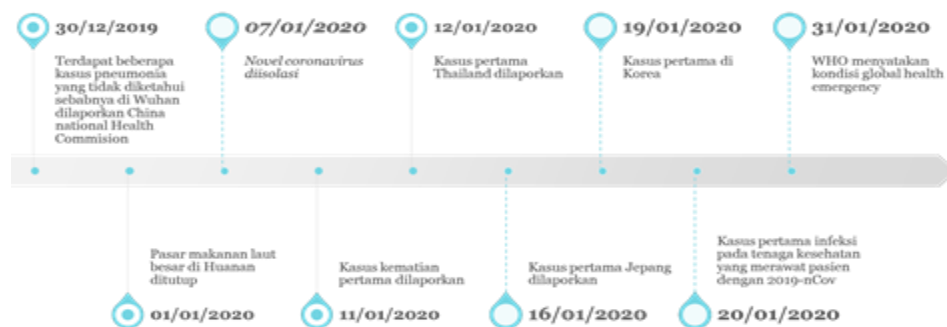 30/12/2019
Terdapat beberapa
kasus pneumonia
yang tidak diketahui
sebabnya di Wuhan
dilaporkan China
national Health
Commision
07/01/2020
Novel coronavirus
diisolasi
12/01/2020
Kasus pertama
Thailand dilaporkan
19/01/2020
Kasus pertama di
Korea
31/01/2020
WHO menyatakan
kondisi global health
emergency
Pasar makanan laut
besar di Huanan
ditutup
01/01/2020
Kasus kematian
pertama dilaporkan
11/01/2020
Kasus pertama Jepang
dilaporkan
16/01/2020
Kasus pertama infeksi
pada tenaga kesehatan
yang merawat pasien
dengan 2019-nCov
20/01/2020